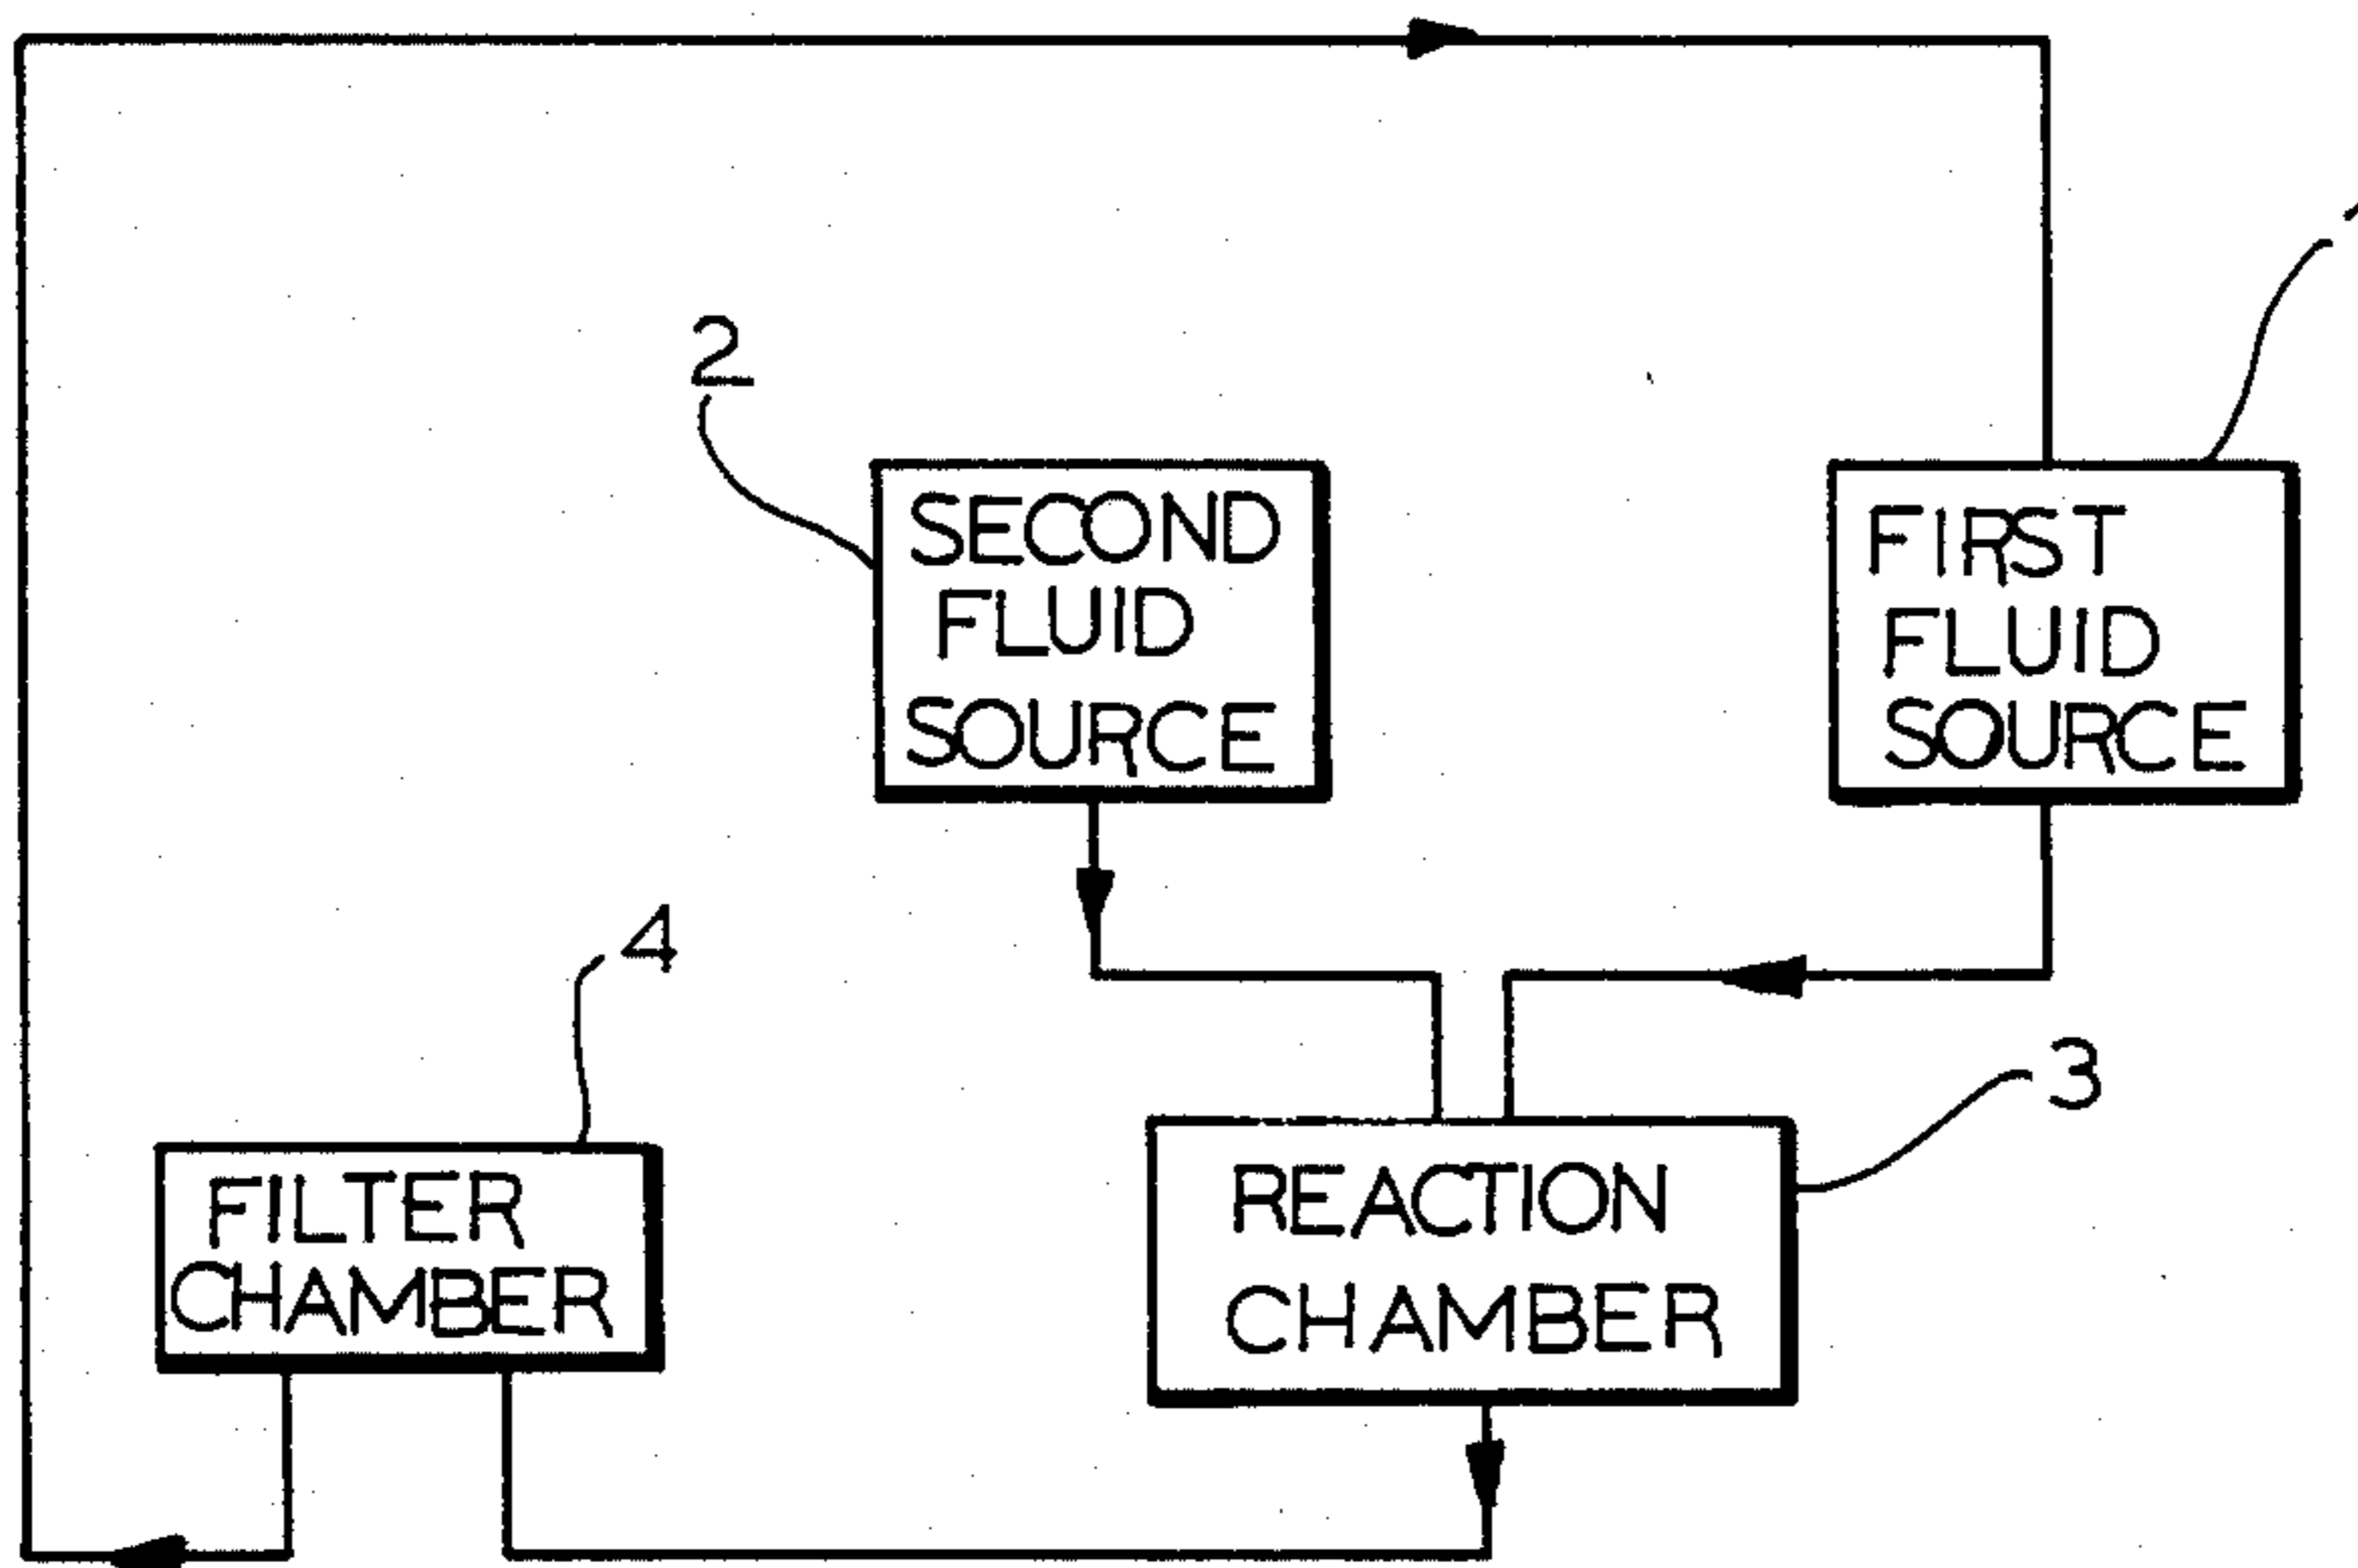 2
SECOND
FLUID
SOURCE
FIRST
FLUID
SOURCE
4
3
FILTER
CHAMBER
REACTION
CHAMBER